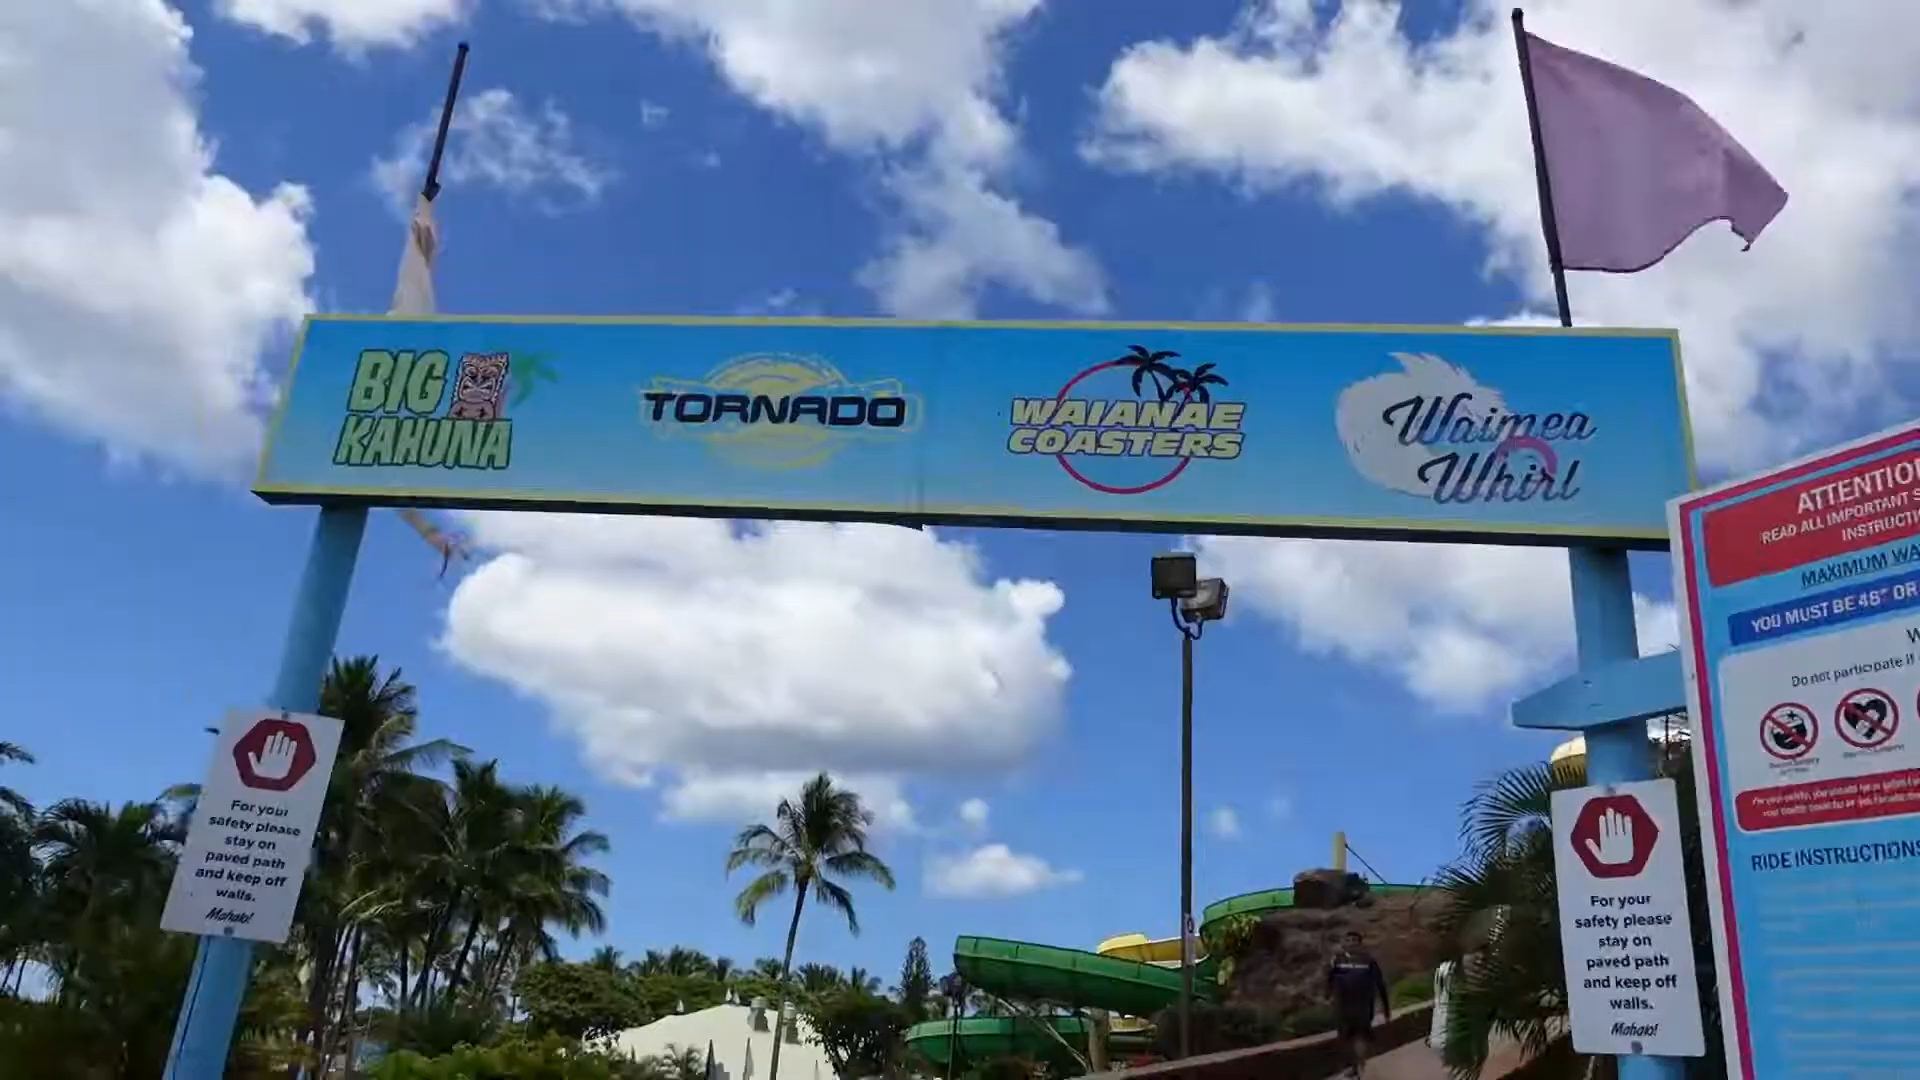 BIG
KAHUNA
TORNADO
WAIANAE
COASTERS
Waimea
Whirl
For your
safety please
stay on
paved path
and keep off
walls.
Mahalo!
For your
safety please
stay on
paved path
and keep off
walls.
Mahalo!
ATTENTIO
READ ALL IMPORTANT S
INSTRUCTI
MAXIMUM WA
YOU MUST BE 48" OR
Do not participate if
RIDE INSTRUCTIONS